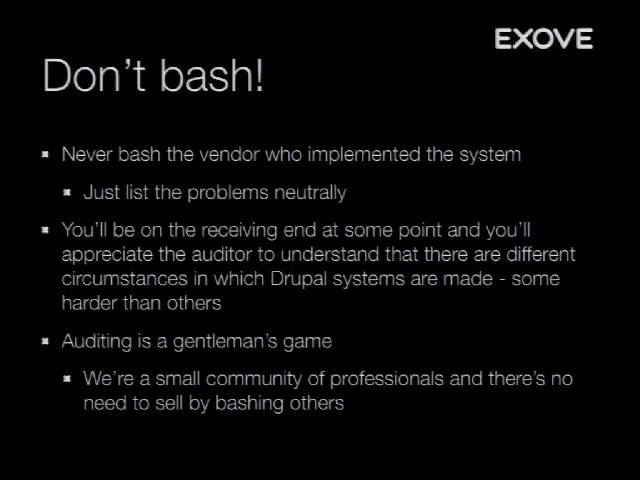 EXOVE
Don't bash!
Never bash the vendor who implemented the system
Just list the problems neutrally
You'll be on the receiving end at some point and you'll
appreciate the auditor to understand that there are different
circumstances in which Drupal systems are made - some
harder than others
Auditing is a gentleman's game
We're a small community of professionals and there's no
need to sell by bashing others